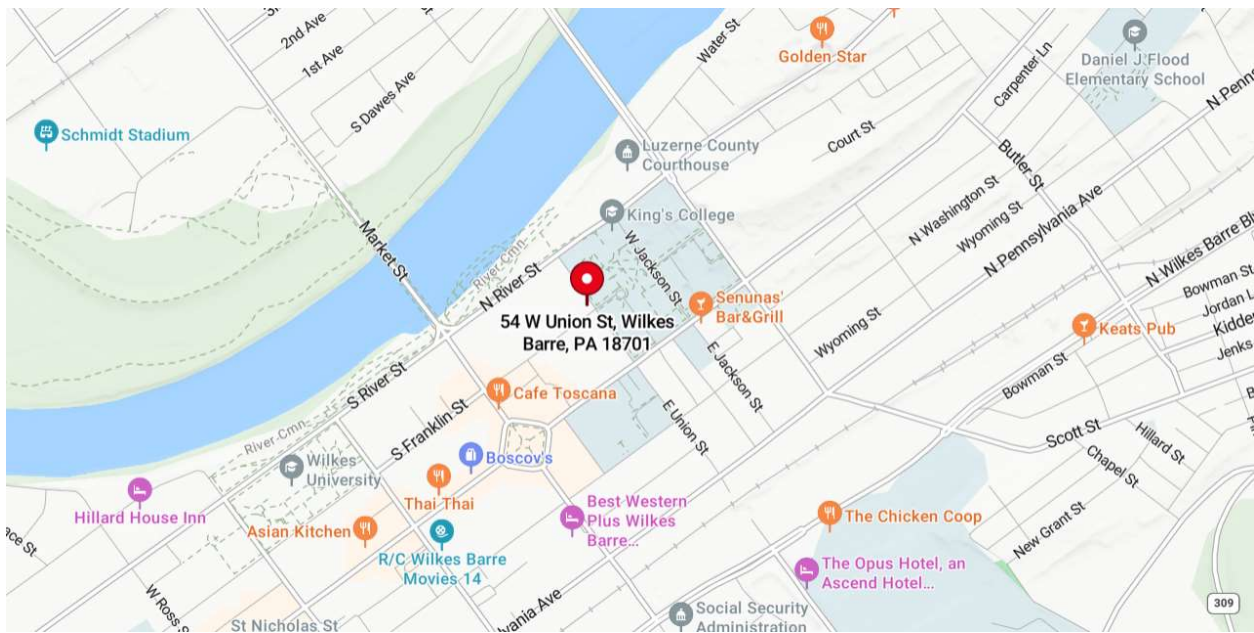 2nd Ave
1st Ave
S Dawes Ave
Water St
Golden Star
Carpenter Ln
Daniel J Flood
Elementary School
N Penn
Schmidt Stadium
Luzerne County
Courthouse
Court St
Butler St
N Washington St
Wyoming St
N Pennsylvania Ave
N Wilkes Barre Bl
King's College
W Jackson St
Market St
River Cmn
N River St
Bowman St
Jordan L
Kidder
Jenks
Senunas'
Bar&Grill
54 W Union St, Wilkes
Barre, PA 18701
Keats Pub
Wyoming St
E Jackson St
Bowman St
S River St
Cafe Toscana
E Union St
S Franklin St
River Cmn
Scott St
Hillard St
Chapel St
Wilkes
University
Boscov's
Thai Thai
Hillard House Inn
Asian Kitchen
Best Western
Plus Wilkes
Barre...
The Chicken Coop
New Grant St
R/C Wilkes Barre
Movies 14
The Opus Hotel, an
Ascend Hotel...
ace St
W Ross S
vania Ave
Social Security
Administration
St Nicholas St
309